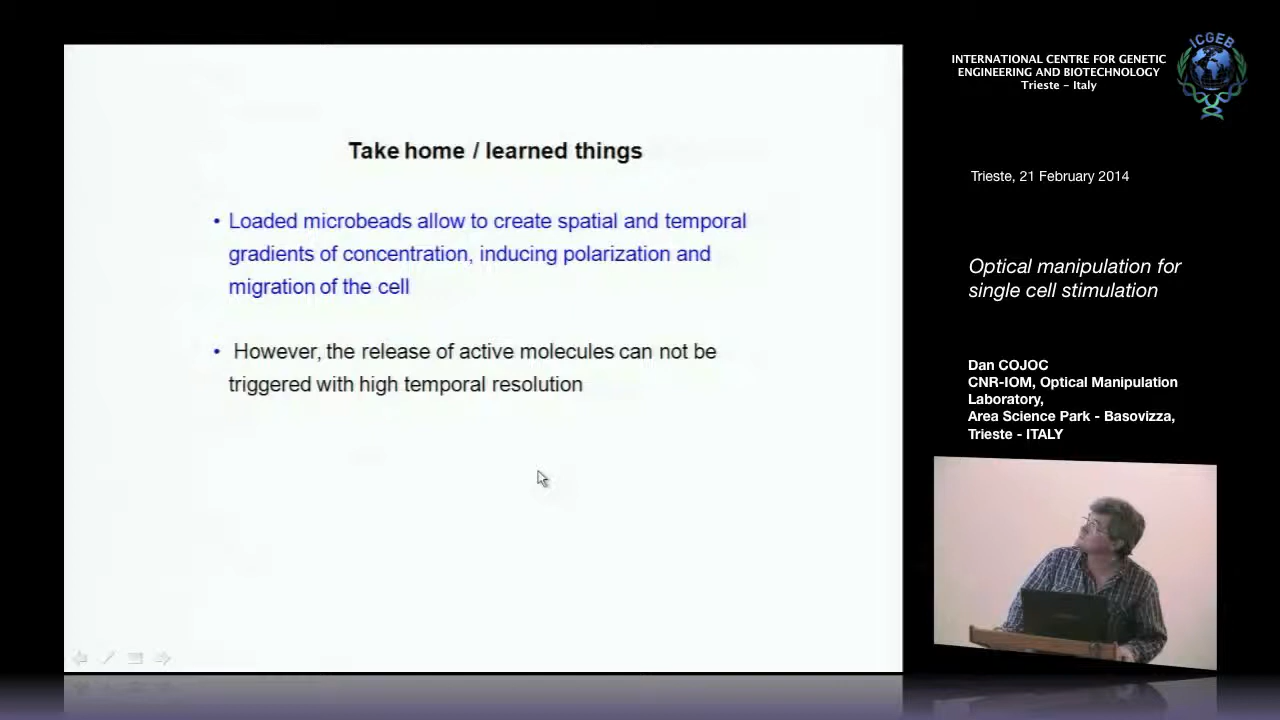 Take home / learned things
• Loaded microbeads allow to create spatial and temporal
gradients of concentration, inducing polarization and
migration of the cell
• However, the release of active molecules can not be
triggered with high temporal resolution
INTERNATIONAL CENTRE FOR GENETIC
ENGINEERING AND BIOTECHNOLOGY
Trieste – Italy
ICGEB
Trieste, 21 February 2014
Optical manipulation for
single cell stimulation
Dan COJOC
CNR-IOM, Optical Manipulation
Laboratory,
Area Science Park - Basovizza,
Trieste - ITALY